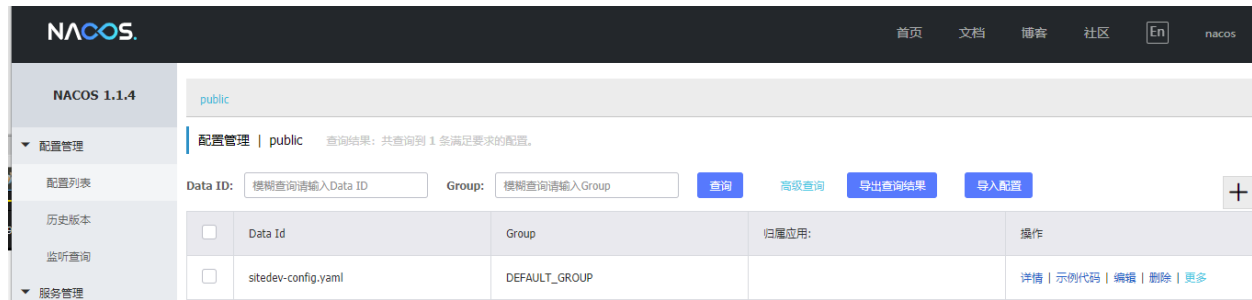 NACOS. 首页 文档 博客 社区 En nacos
NACOS 1.1.4
配置管理
配置列表
历史版本
监听查询
服务管理
public
配置管理 | public 查询结果：共查询到 1 条满足要求的配置。
Data ID: 模糊查询请输入Data ID Group: 模糊查询请输入Group 查询 高级查询 导出查询结果 导入配置
Data Id Group 归属应用: 操作
sitedev-config.yaml DEFAULT_GROUP 详情 | 示例代码 | 编辑 | 删除 | 更多